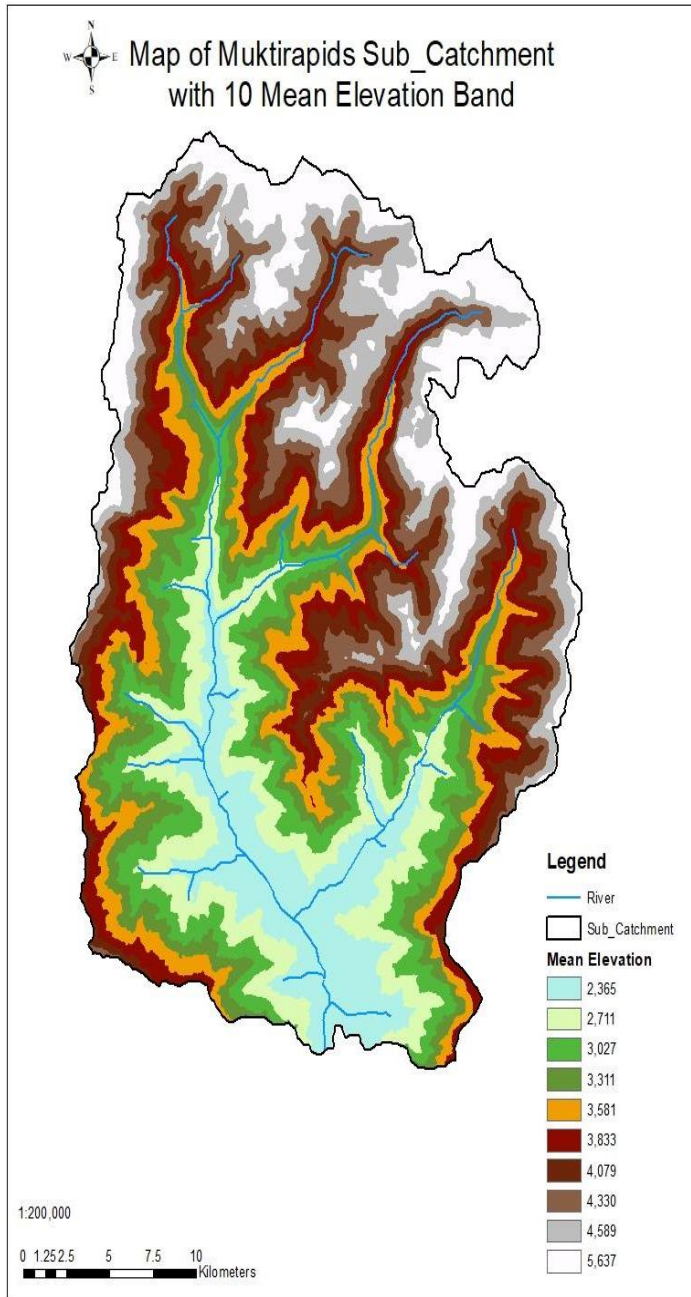 N
W E
S
Map of Muktirapids Sub_Catchment
with 10 Mean Elevation Band
Legend
River
Sub_Catchment
Mean Elevation
2,365
2,711
3,027
3,311
3,581
3,833
4,079
4,330
4,589
5,637
1:200,000
0 1.25 2.5 5 7.5 10
Kilometers